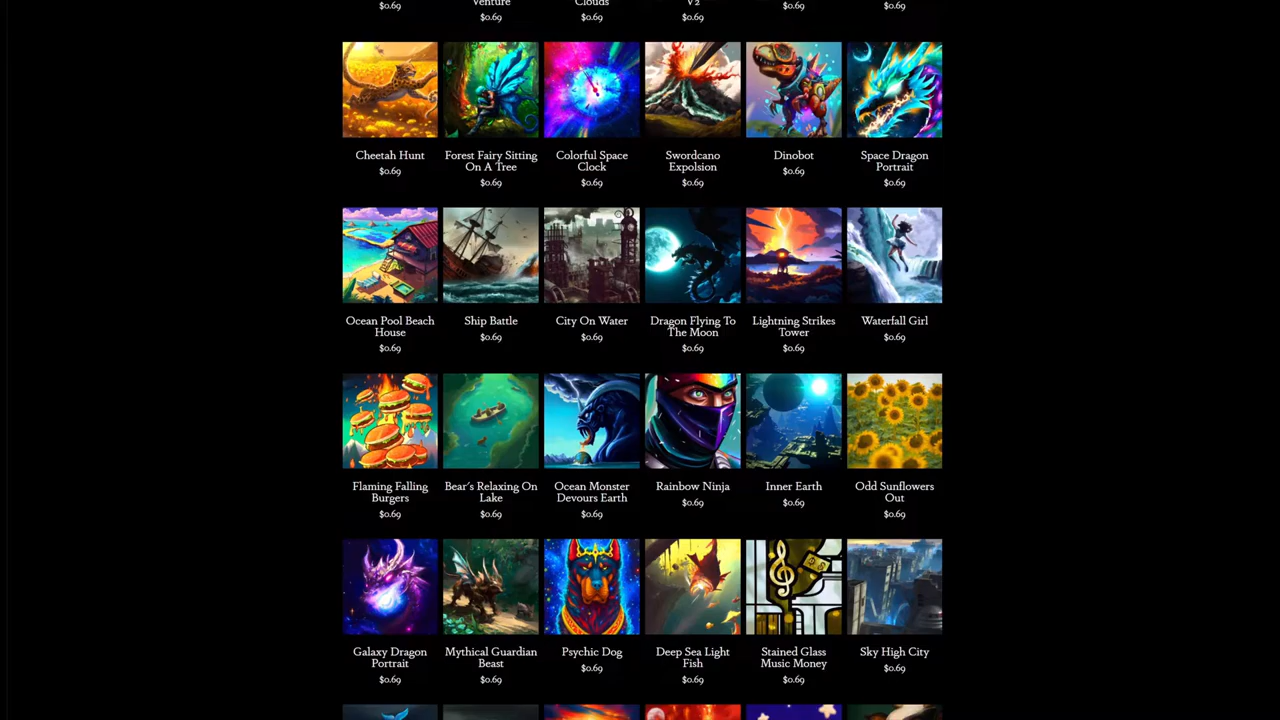 $0.69
Venture
$0.69
Clouds
$0.69
V2
$0.69
$0.69
$0.69
Cheetah Hunt
$0.69
Forest Fairy Sitting
On A Tree
$0.69
Colorful Space
Clock
$0.69
Swordcano
Expolsion
$0.69
Dinobot
$0.69
Space Dragon
Portrait
$0.69
Ocean Pool Beach
House
$0.69
Ship Battle
$0.69
City On Water
$0.69
Dragon Flying To
The Moon
$0.69
Lightning Strikes
Tower
$0.69
Waterfall Girl
$0.69
Flaming Falling
Burgers
$0.69
Bear's Relaxing On
Lake
$0.69
Ocean Monster
Devours Earth
$0.69
Rainbow Ninja
$0.69
Inner Earth
$0.69
Odd Sunflowers
Out
$0.69
Galaxy Dragon
Portrait
$0.69
Mythical Guardian
Beast
$0.69
Psychic Dog
$0.69
Deep Sea Light
Fish
$0.69
Stained Glass
Music Money
$0.69
Sky High City
$0.69